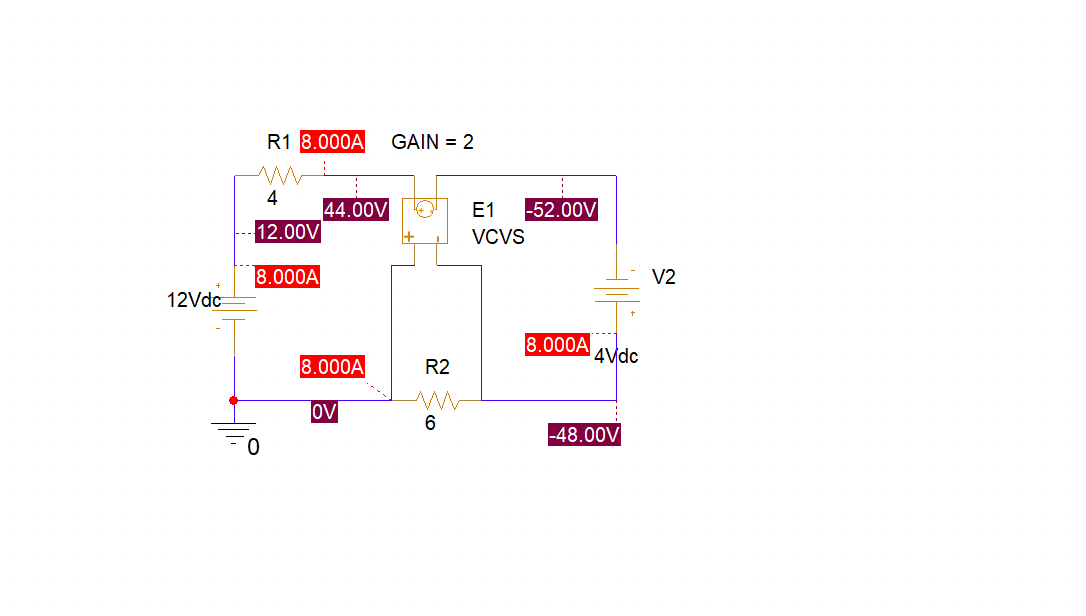 R1 8.000A GAIN = 2
4
44.00V
E1
-52.00V
12.00V
VCVS
8.000A
V2
12Vdc
8.000A
4Vdc
8.000A
R2
0V
6
-48.00V
0